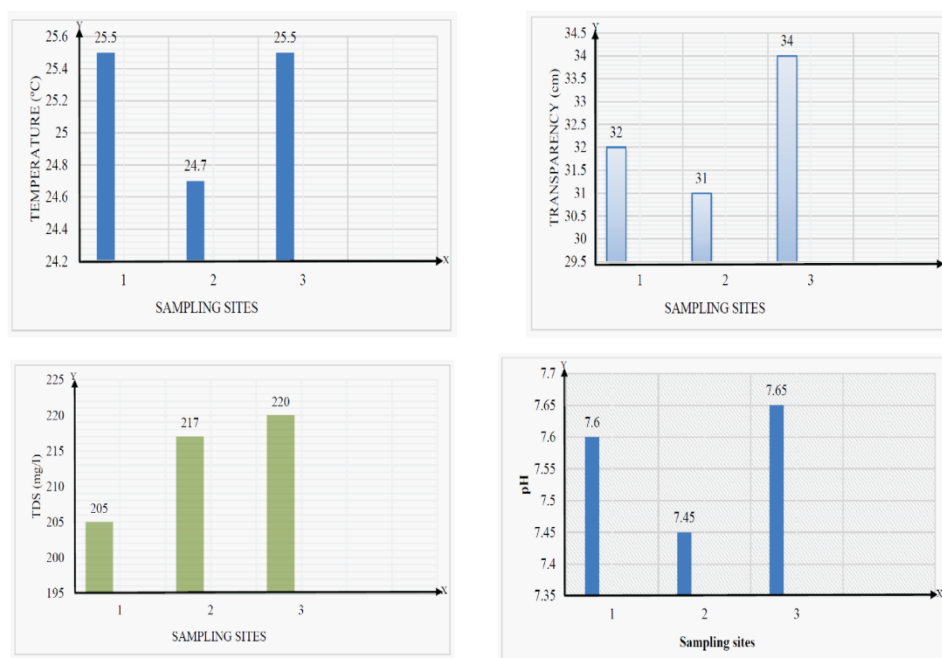 Y
25.6
25.4
25.2
25
24.8
24.6
24.4
24.2
TEMPERATURE (°C)
25.5
24.7
25.5
X
1 2 3
SAMPLING SITES
Y
34.5
34
33.5
33
32.5
32
31.5
31
30.5
30
29.5
TRANSPARENCY (cm)
32
31
34
X
1 2 3
SAMPLING SITES
Y
225
220
215
210
205
200
195
TDS (mg/l)
205
217
220
X
1 2 3
SAMPLING SITES
Y
7.7
7.65
7.6
7.55
7.5
7.45
7.4
7.35
pH
7.6
7.45
7.65
X
1 2 3
Sampling sites